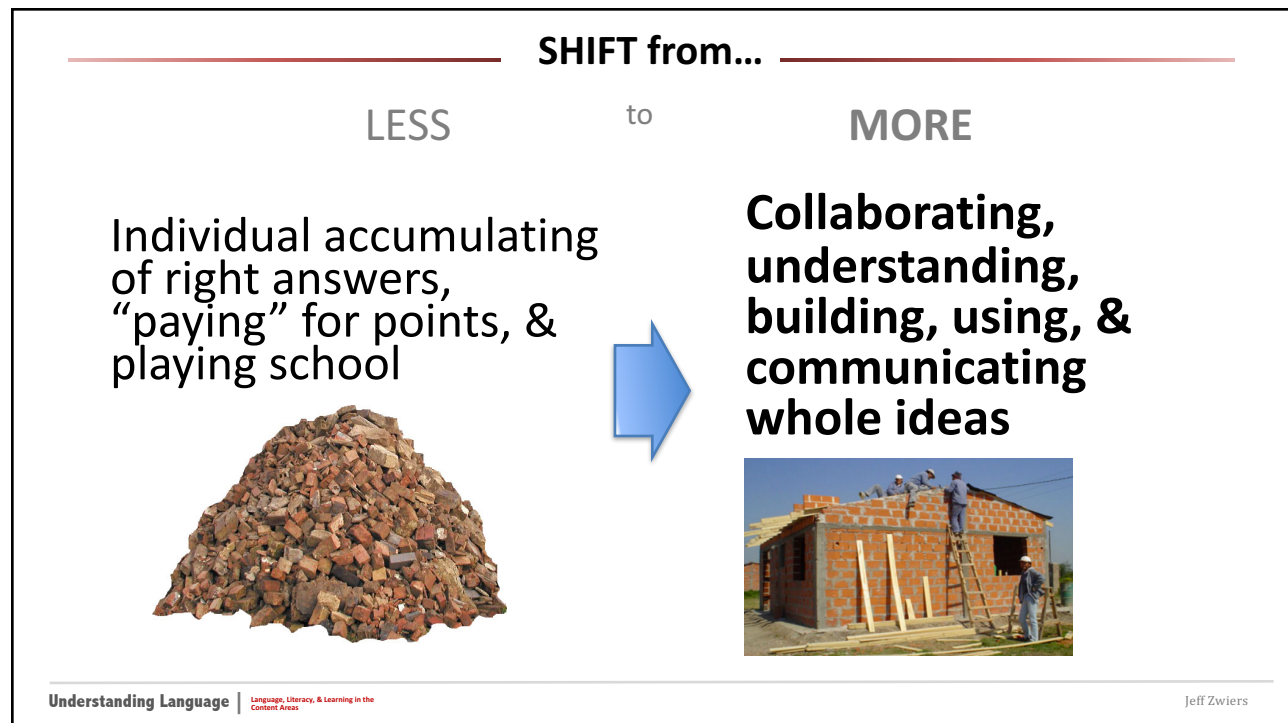 SHIFT from…
LESS
to
MORE
Individual accumulating
of right answers,
“paying” for points, &
playing school
Collaborating,
understanding,
building, using, &
communicating
whole ideas
Understanding Language
Language, Literacy, & Learning in the
Content Areas
Jeff Zwiers